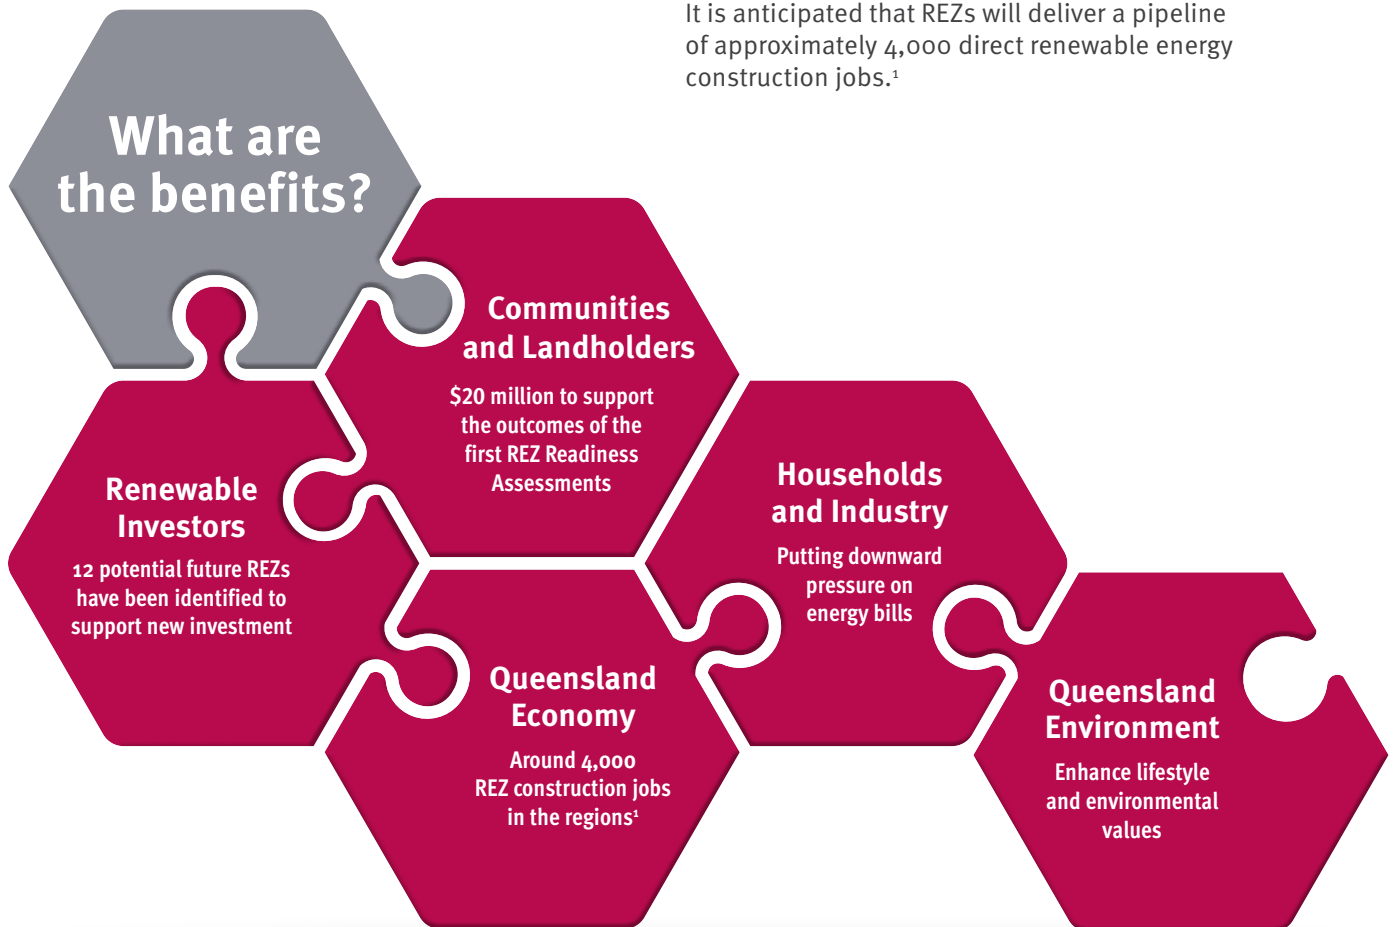 It is anticipated that REZs will deliver a pipeline
of approximately 4,000 direct renewable energy
construction jobs.¹
What are
the benefits?
Communities
and Landholders
$20 million to support
the outcomes of the
first REZ Readiness
Assessments
Renewable
Investors
12 potential future REZs
have been identified to
support new investment
Households
and Industry
Putting downward
pressure on
energy bills
Queensland
Economy
Around 4,000
REZ construction jobs
in the regions¹
Queensland
Environment
Enhance lifestyle
and environmental
values